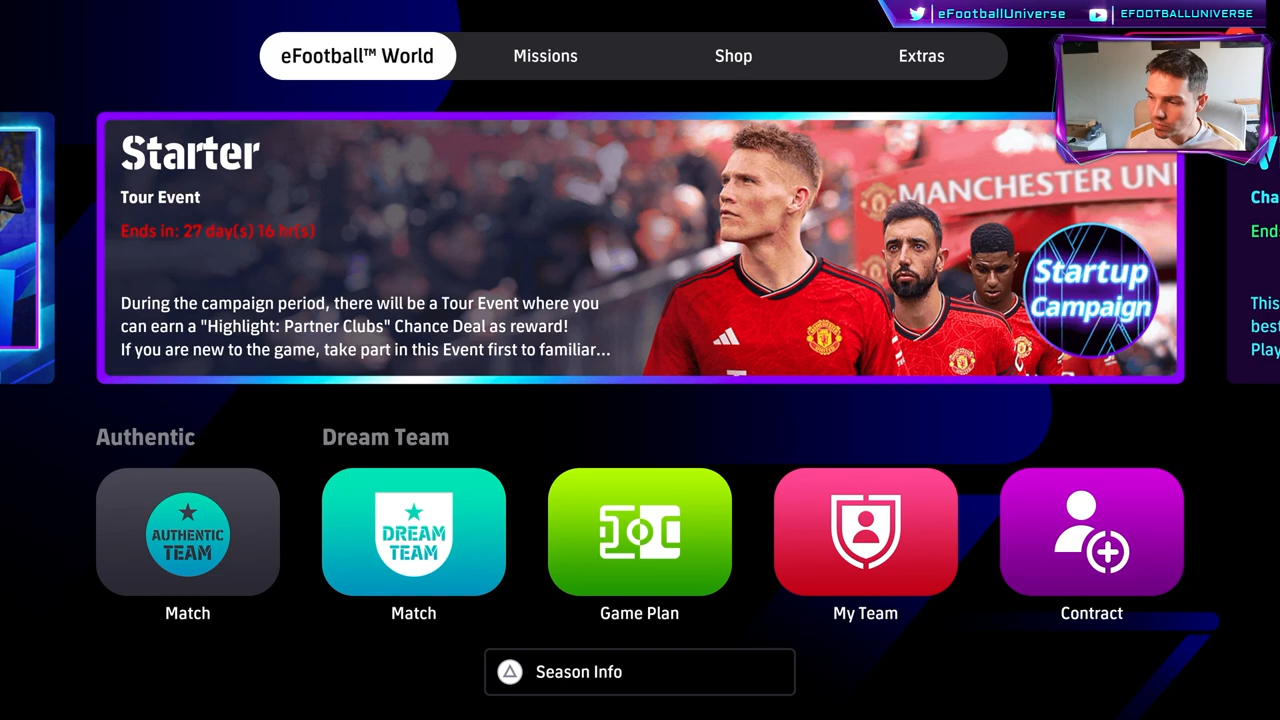 eFootballUniverse
EFOOTBALLUNIVERSE
eFootball™ World
Missions
Shop
Extras
Starter
Tour Event
Ends in: 27 day(s) 16 hr(s)
During the campaign period, there will be a Tour Event where you
can earn a "Highlight: Partner Clubs" Chance Deal as reward!
If you are new to the game, take part in this Event first to familiar...
MANCHESTER UNI
Startup
Campaign
Cha
End
This
best
Play
Authentic
Dream Team
AUTHENTIC
TEAM
DREAM
TEAM
Match
Match
Game Plan
My Team
Contract
Season Info